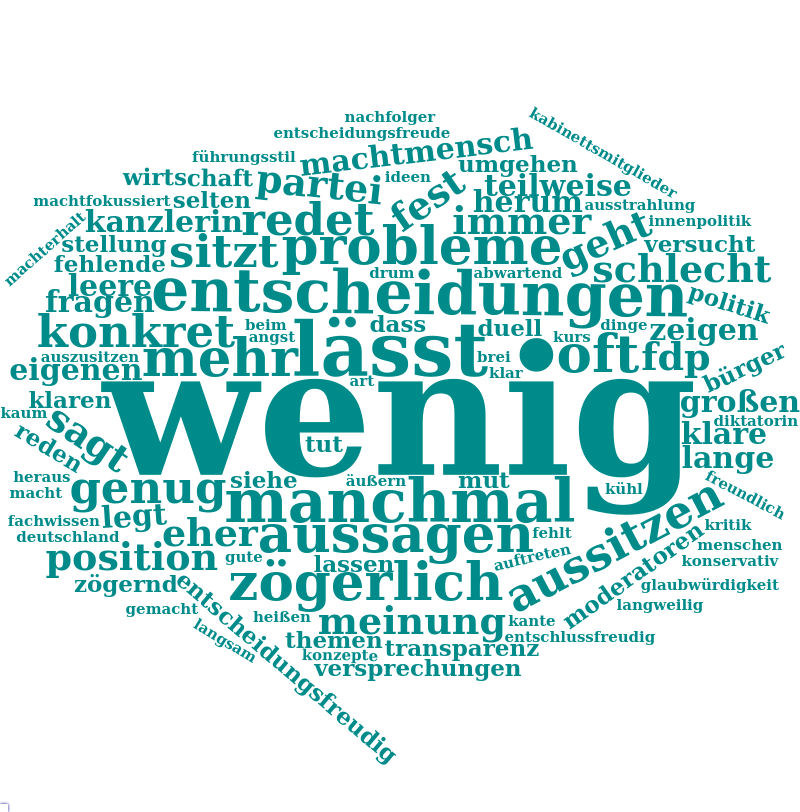 nachfolger
entscheidungsfreude
kabinettsmitglieder
führungsstil
machtmensch
umgehen
wirtschaft
partei
ideen
fest
teilweise
machtfokussiert
selten
herum
ausstrahlung
machterhalt
kanzlerin
redet
immer
geht
innenpolitik
stellung
sitzt
probleme
versucht
fehlende
drum
abwartend
schlecht
leere
entscheidungen
politik
fragen
konkret
beim
angst
dass
lässt
duell
kurs
dinge
zeigen
auszusitzen
mehr
brei
oft
fdp
eigenen
art
klar
bürger
klaren
wenig
großen
kaum
sagt
diktatorin
reden
tut
klare
lange
heraus
macht
genug
siehe
äußern
mut
kühl
freundlich
manchmal
aussitzen
fachwissen
legt
kritik
deutschland
eher
aussagen
fehlt
moderatoren
menschen
position
gute
lassen
auftreten
konservativ
zögernd
zögerlich
glaubwürdigkeit
entscheidungsfreudig
gemacht
heißen
meinung
kante
langweilig
langsam
themen
entschlussfreudig
konzepte
transparenz
versprechungen